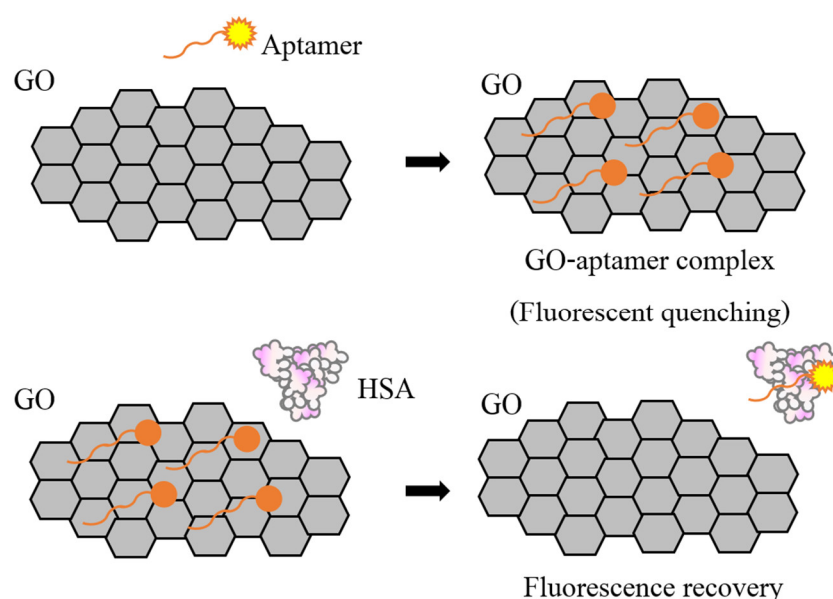 Aptamer
GO
GO
GO-aptamer complex
(Fluorescent quenching)
HSA
GO
GO
Fluorescence recovery